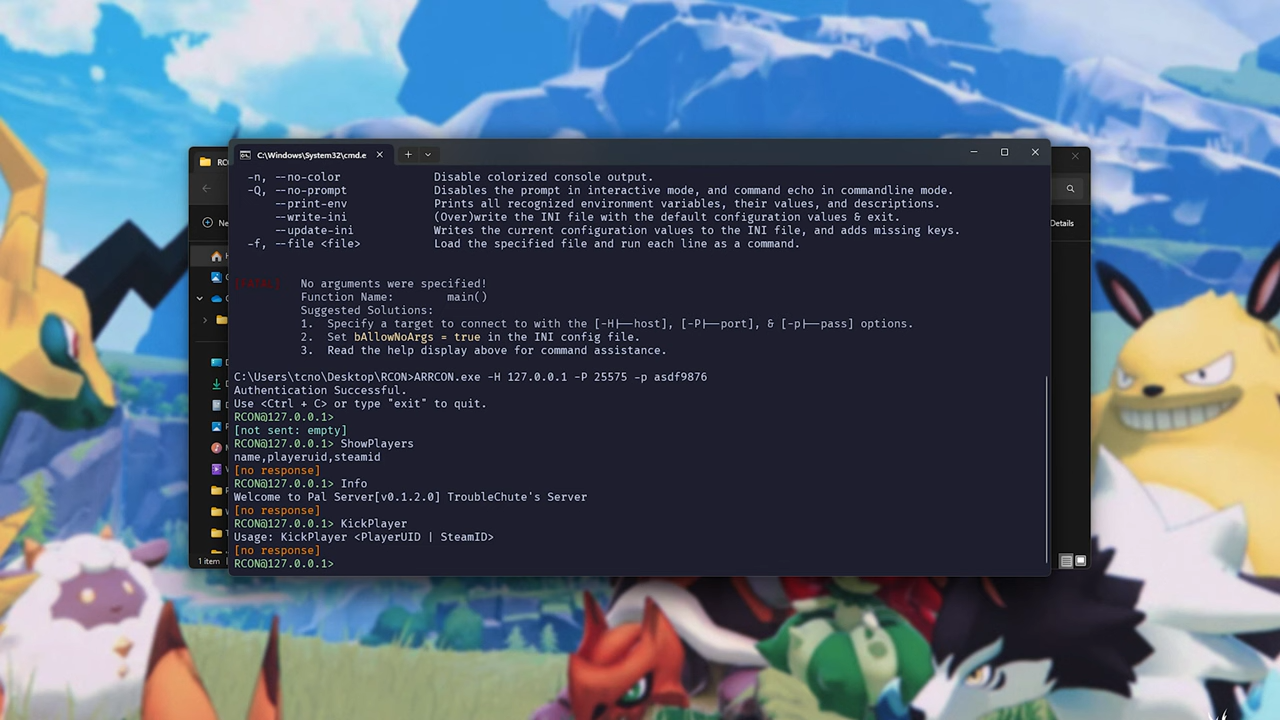 C:\Windows\System32\cmd.e
RC
Ne
Details
-n, --no-color Disable colorized console output.
-Q, --no-prompt Disables the prompt in interactive mode, and command echo in commandline mode.
--print-env Prints all recognized environment variables, their values, and descriptions.
--write-ini (Over)write the INI file with the default configuration values & exit.
--update-ini Writes the current configuration values to the INI file, and adds missing keys.
-f, --file <file> Load the specified file and run each line as a command.
No arguments were specified!
Function Name: main()
Suggested Solutions:
1. Specify a target to connect to with the [-H|--host], [-P|--port], & [-p|--pass] options.
2. Set bAllowNoArgs = true in the INI config file.
3. Read the help display above for command assistance.
C:\Users\tcno\Desktop\RCON>ARRCON.exe -H 127.0.0.1 -P 25575 -p asdf9876
Authentication Successful.
Use <Ctrl + C> or type "exit" to quit.
RCON@127.0.0.1>
[not sent: empty]
RCON@127.0.0.1> ShowPlayers
name,playeruid,steamid
[no response]
RCON@127.0.0.1> Info
Welcome to Pal Server[v0.1.2.0] TroubleChute's Server
[no response]
RCON@127.0.0.1> KickPlayer
Usage: KickPlayer <PlayerUID | SteamID>
[no response]
RCON@127.0.0.1>
1 item